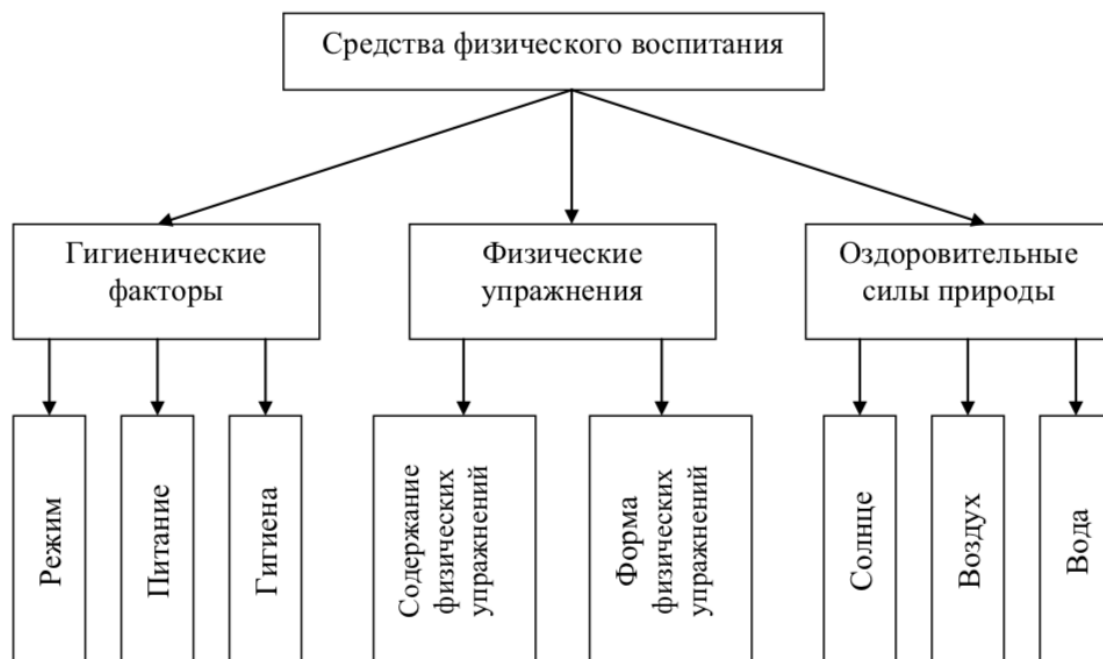 Средства физического воспитания
Гигиенические
факторы
Физические
упражнения
Оздоровительные
силы природы
Режим
Питание
Гигиена
Содержание
физических
упражнений
Форма
физических
упражнений
Солнце
Воздух
Вода